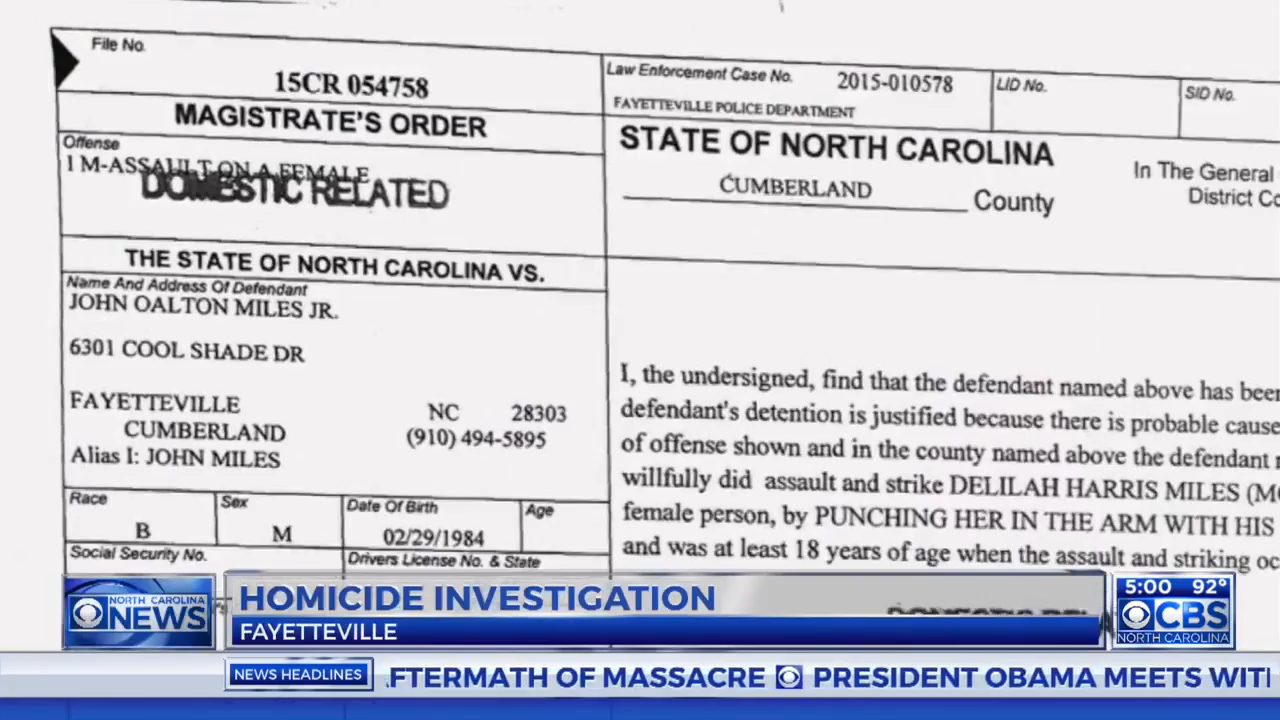 File No.
15CR 054758
MAGISTRATE'S ORDER
Offense
1 M-ASSAULT ON A FEMALE
DOMESTIC RELATED
THE STATE OF NORTH CAROLINA VS.
Name And Address Of Defendant
JOHN OALTON MILES JR.
6301 COOL SHADE DR
FAYETTEVILLE NC 28303
CUMBERLAND (910) 494-5895
Alias I: JOHN MILES
Race Sex Date Of Birth Age
B M 02/29/1984
Social Security No. Drivers License No. & State
Law Enforcement Case No. 2015-010578 LID No. SID No.
FAYETTEVILLE POLICE DEPARTMENT
STATE OF NORTH CAROLINA
CUMBERLAND County
In The General
District Co
I, the undersigned, find that the defendant named above has been
defendant's detention is justified because there is probable cause
of offense shown and in the county named above the defendant
willfully did assault and strike DELILAH HARRIS MILES (MO
female person, by PUNCHING HER IN THE ARM WITH HIS
and was at least 18 years of age when the assault and striking oc
NORTH CAROLINA
NEWS
HOMICIDE INVESTIGATION
FAYETTEVILLE
5:00 92°
CBS
NORTH CAROLINA
NEWS HEADLINES
FTERMATH OF MASSACRE PRESIDENT OBAMA MEETS WIT